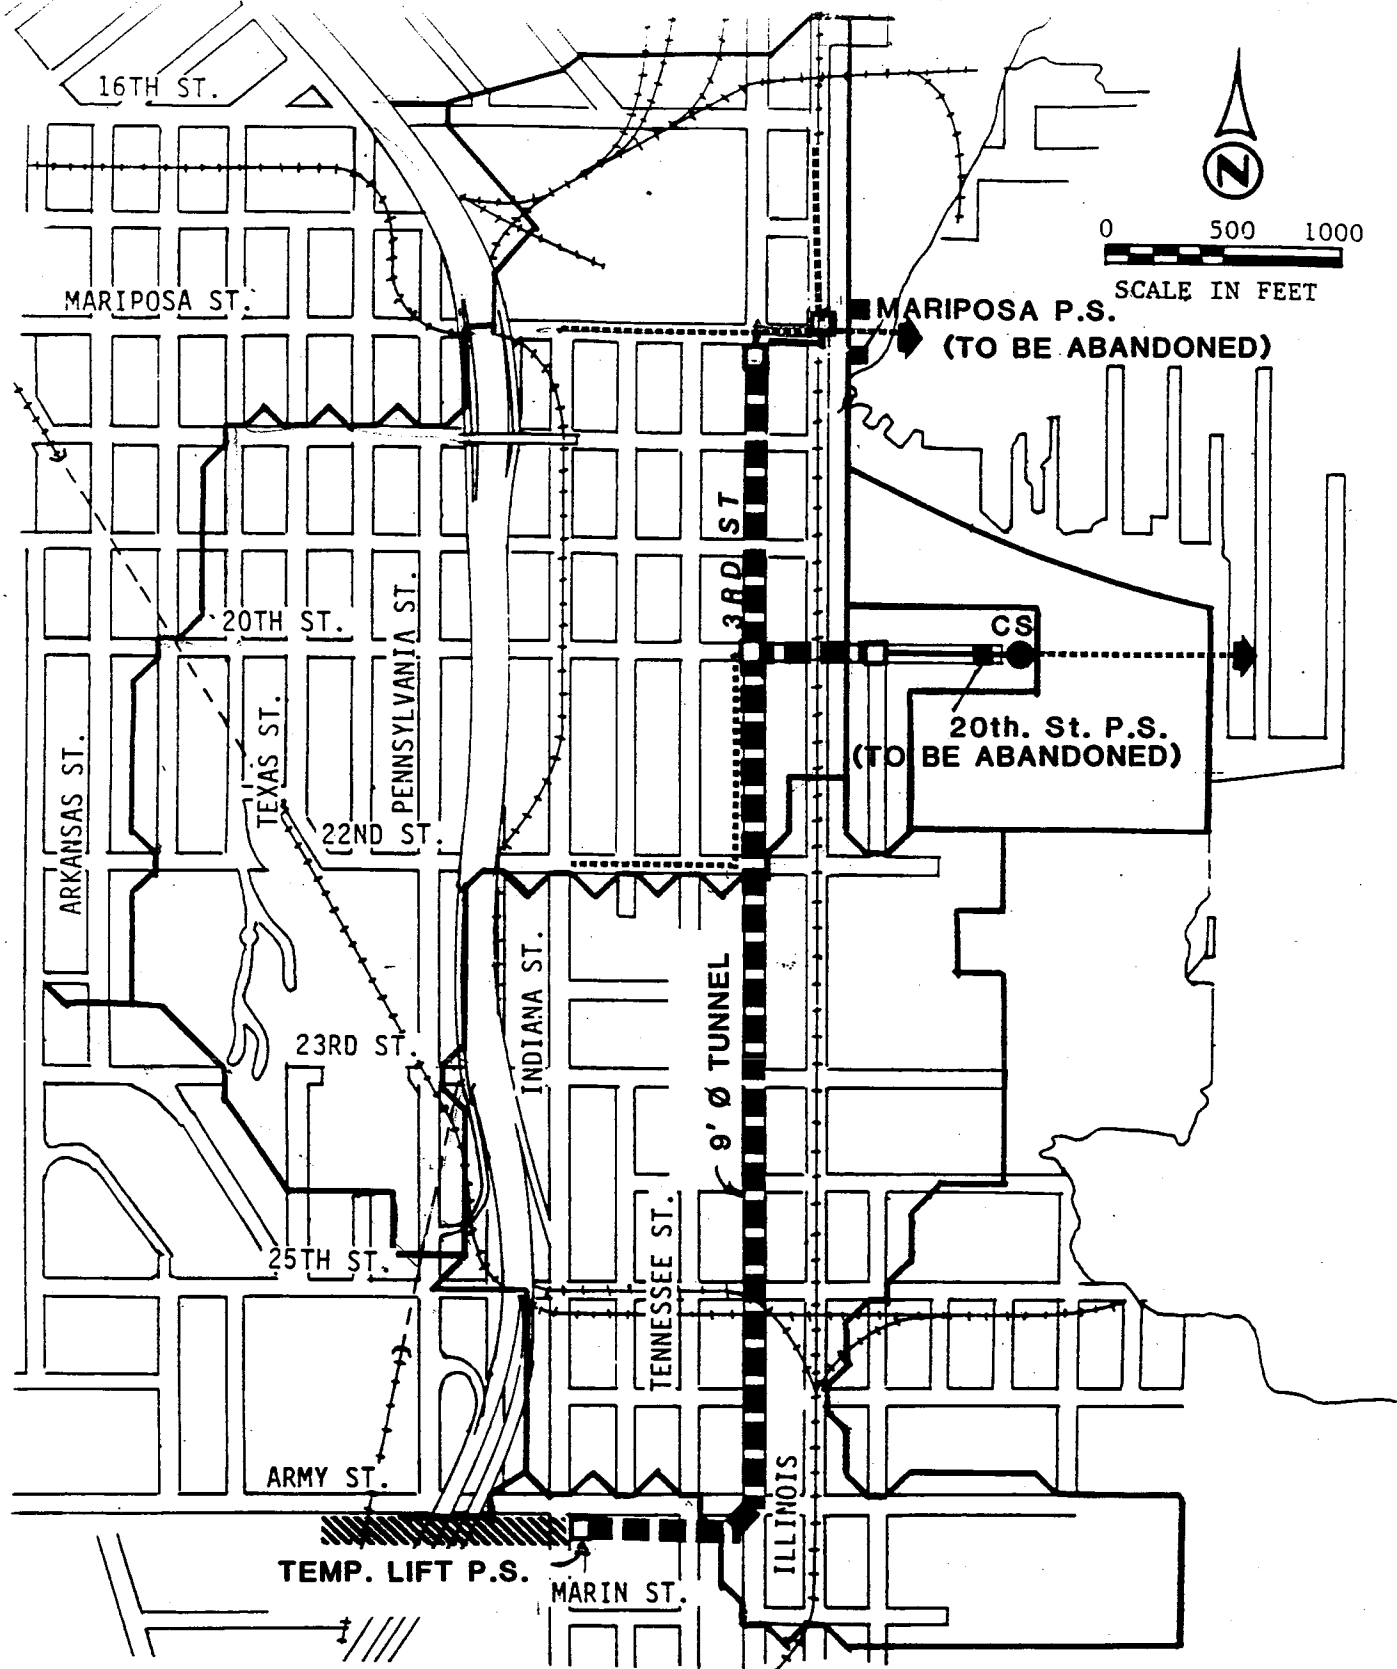 16TH ST.
N
0 500 1000
SCALE IN FEET
MARIPOSA ST.
MARIPOSA P.S.
(TO BE ABANDONED)
3RD ST
20TH ST.
PENNSYLVANIA ST.
CS
20th. St. P.S.
(TO BE ABANDONED)
TEXAS ST.
ARKANSAS ST.
22ND ST.
INDIANA ST.
9' Ø TUNNEL
23RD ST.
TENNESSEE ST.
25TH ST.
ARMY ST.
ILLINOIS
TEMP. LIFT P.S.
MARIN ST.